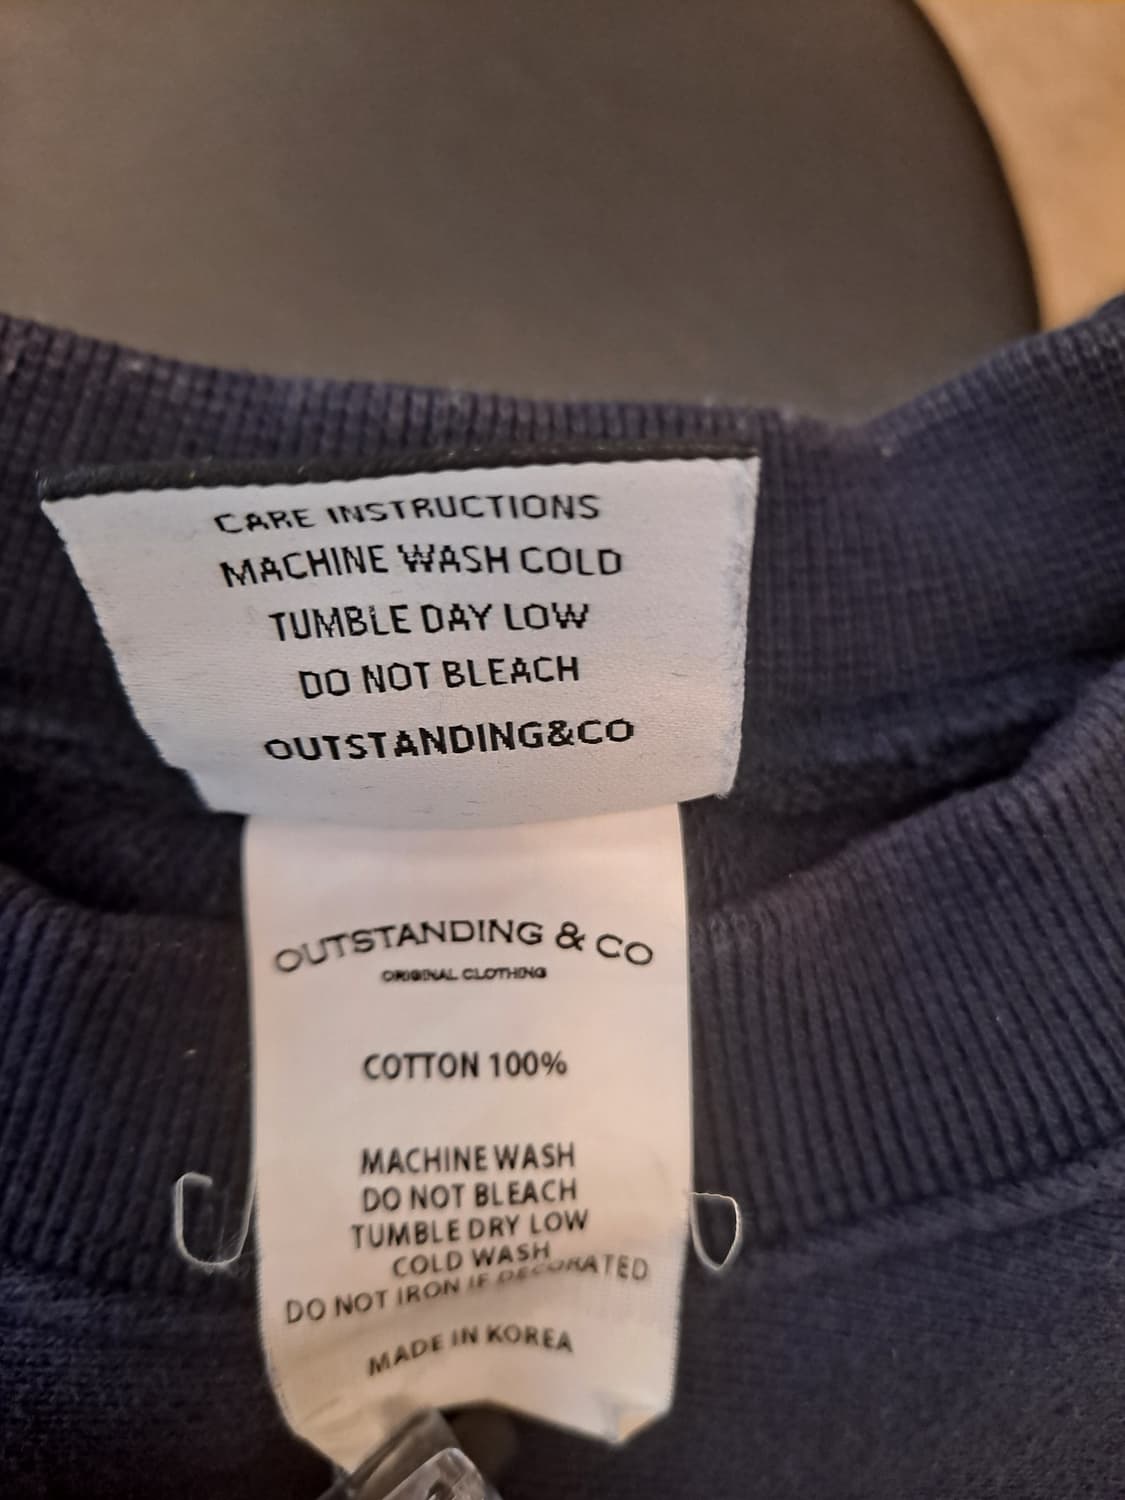 CARE INSTRUCTIONS
MACHINE WASH COLD
TUMBLE DAY LOW
DO NOT BLEACH
OUTSTANDING&CO
OUTSTANDING & CO
ORIGINAL CLOTHING
COTTON 100%
MACHINE WASH
DO NOT BLEACH
TUMBLE DRY LOW
COLD WASH
DO NOT IRON IF DECORATED
MADE IN KOREA